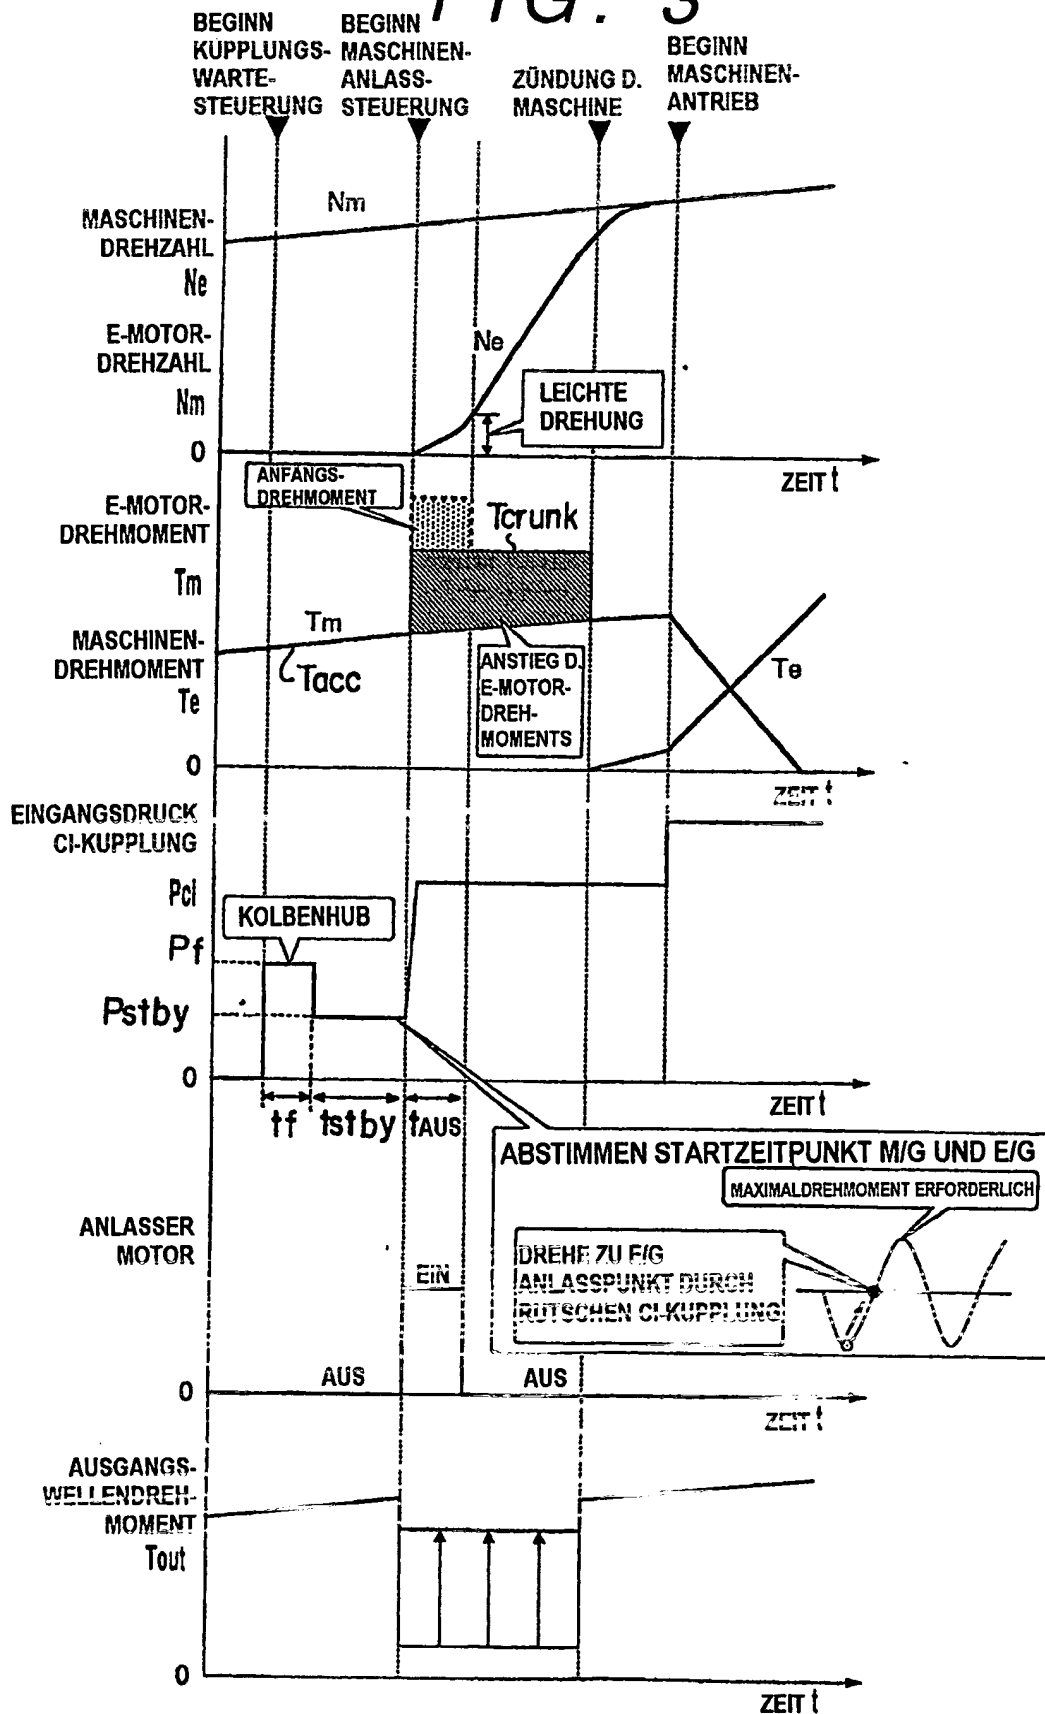 FIG. 3
BEGINN
KUPPLUNGS-
WARTE-
STEUERUNG
BEGINN
MASCHINEN-
ANLASS-
STEUERUNG
ZÜNDUNG D.
MASCHINE
BEGINN
MASCHINEN-
ANTRIEB
Nm
MASCHINEN-
DREHZAHL
Ne
E-MOTOR-
DREHZAHL
Nm
Ne
LEICHTE
DREHUNG
0
ZEIT t
ANFANGS-
DREHMOMENT
E-MOTOR-
DREHMOMENT
Tm
Tcrunk
Tm
MASCHINEN-
DREHMOMENT
Te
Tacc
ANSTIEG D.
E-MOTOR-
DREH-
MOMENTS
Te
0
ZEIT t
EINGANGSDRUCK
CI-KUPPLUNG
Pcl
KOLBENHUB
Pf
Pstby
0
ZEIT t
tf
tstby
tAUS
ABSTIMMEN STARTZEITPUNKT M/G UND E/G
MAXIMALDREHMOMENT ERFORDERLICH
DREHE ZU E/G
ANLASSPUNKT DURCH
RUTSCHEN CI-KUPPLUNG
ANLASSER
MOTOR
EIN
AUS
AUS
0
ZEIT t
AUSGANGS-
WELLENDREH-
MOMENT
Tout
0
ZEIT t